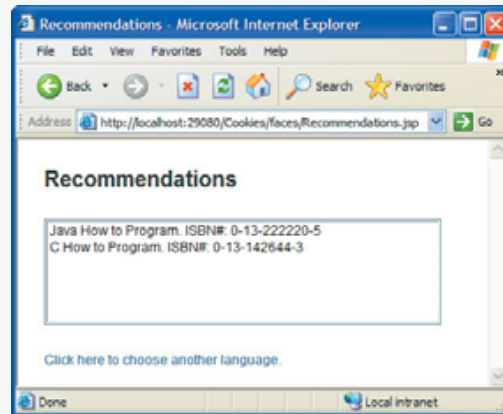 Recommendations - Microsoft Internet Explorer
File Edit View Favorites Tools Help
Back Search Favorites
Address http://localhost:29080/Cookies/faces/Recommendations.jsp Go
Recommendations
Java How to Program. ISBN#: 0-13-222220-5
C How to Program. ISBN#: 0-13-142644-3
Click here to choose another language.
Done Local intranet